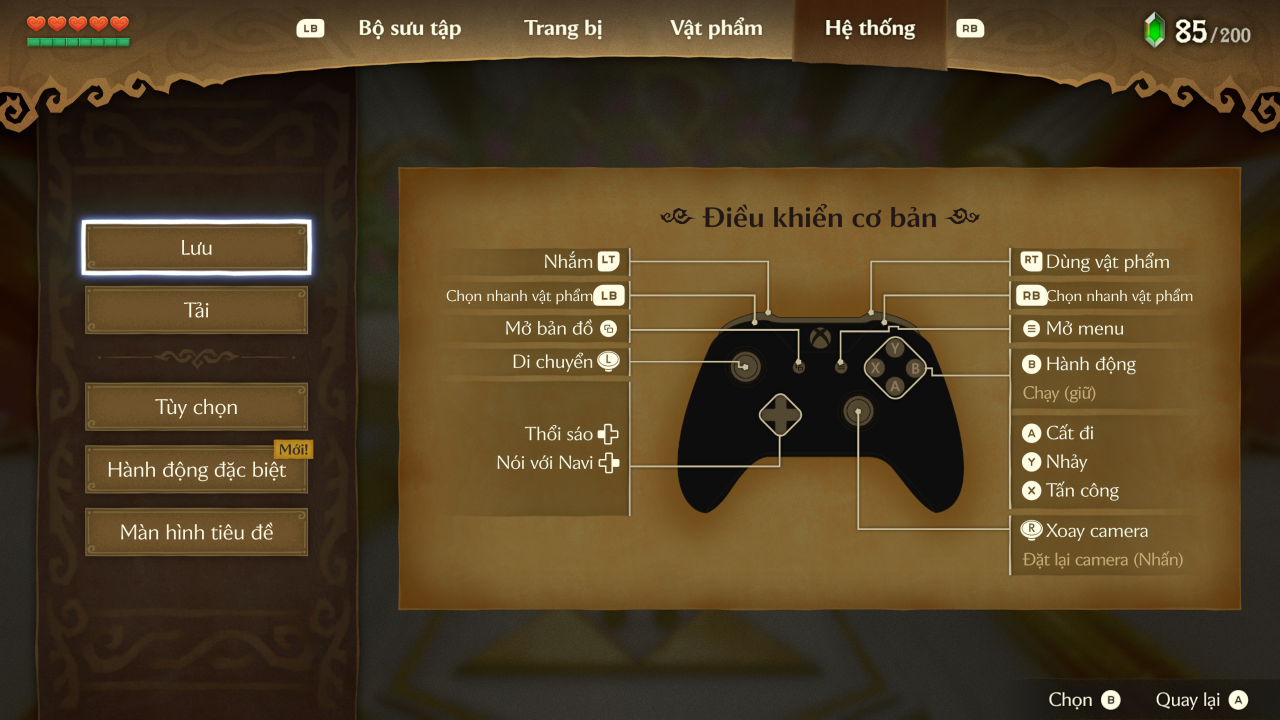 LB Bộ sưu tập Trang bị Vật phẩm Hệ thống RB 85/200
Lưu
Tải
Tùy chọn
Mới!
Hành động đặc biệt
Màn hình tiêu đề
Điều khiển cơ bản
Nhắm LT
Chọn nhanh vật phẩm LB
Mở bản đồ
Di chuyển L
Thổi sáo
Nói với Navi
Y
X B
A
RT Dùng vật phẩm
RB Chọn nhanh vật phẩm
Mở menu
B Hành động
Chạy (giữ)
A Cất đi
Y Nhảy
X Tấn công
R Xoay camera
Đặt lại camera (Nhấn)
Chọn B Quay lại A